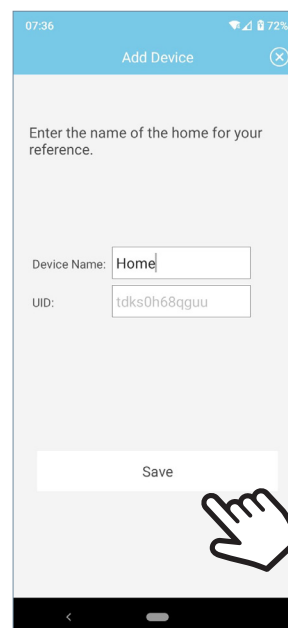 07:36 72%
Add Device
Enter the name of the home for your
reference.
Device Name: Home
UID: tdks0h68qguu
Save